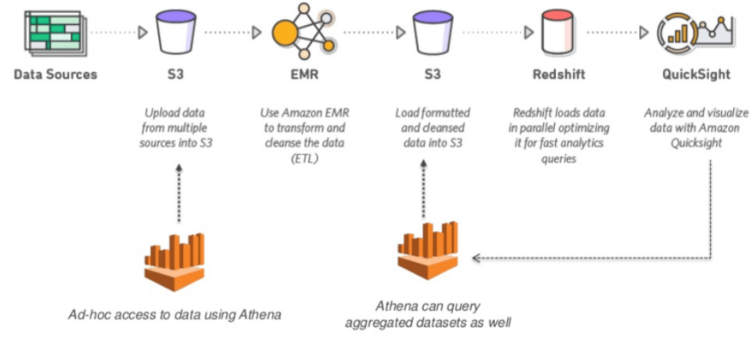 Data Sources
S3
EMR
S3
Redshift
QuickSight
Upload data
from multiple
sources into S3
Use Amazon EMR
to transform and
cleanse the data
(ETL)
Load formatted
and cleansed
data into S3
Redshift loads data
in parallel optimizing
it for fast analytics
queries
Analyze and visualize
data with Amazon
Quicksight
Ad-hoc access to data using Athena
Athena can query
aggregated datasets as well